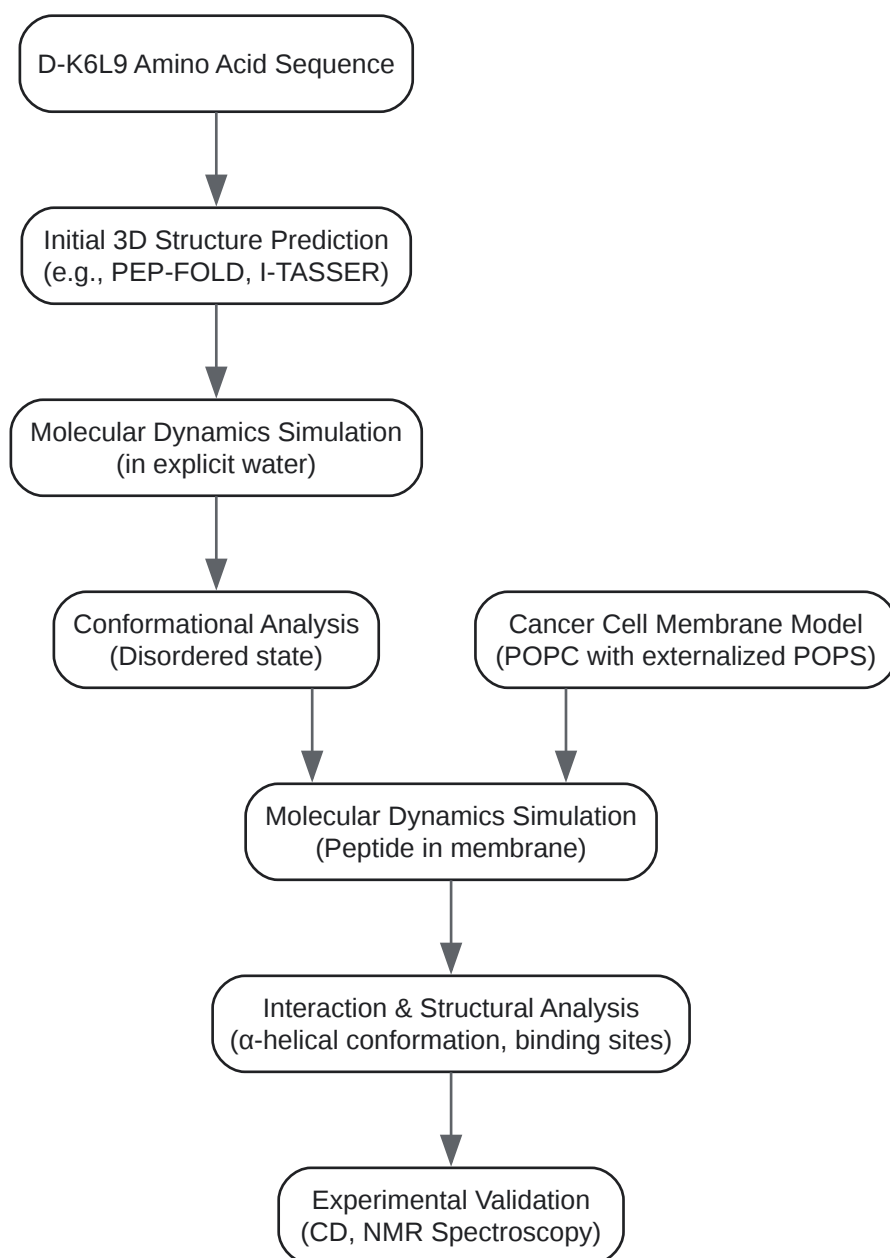 D-K6L9 Amino Acid Sequence
Initial 3D Structure Prediction
(e.g., PEP-FOLD, I-TASSER)
Molecular Dynamics Simulation
(in explicit water)
Conformational Analysis
(Disordered state)
Cancer Cell Membrane Model
(POPC with externalized POPS)
Molecular Dynamics Simulation
(Peptide in membrane)
Interaction & Structural Analysis
(α-helical conformation, binding sites)
Experimental Validation
(CD, NMR Spectroscopy)